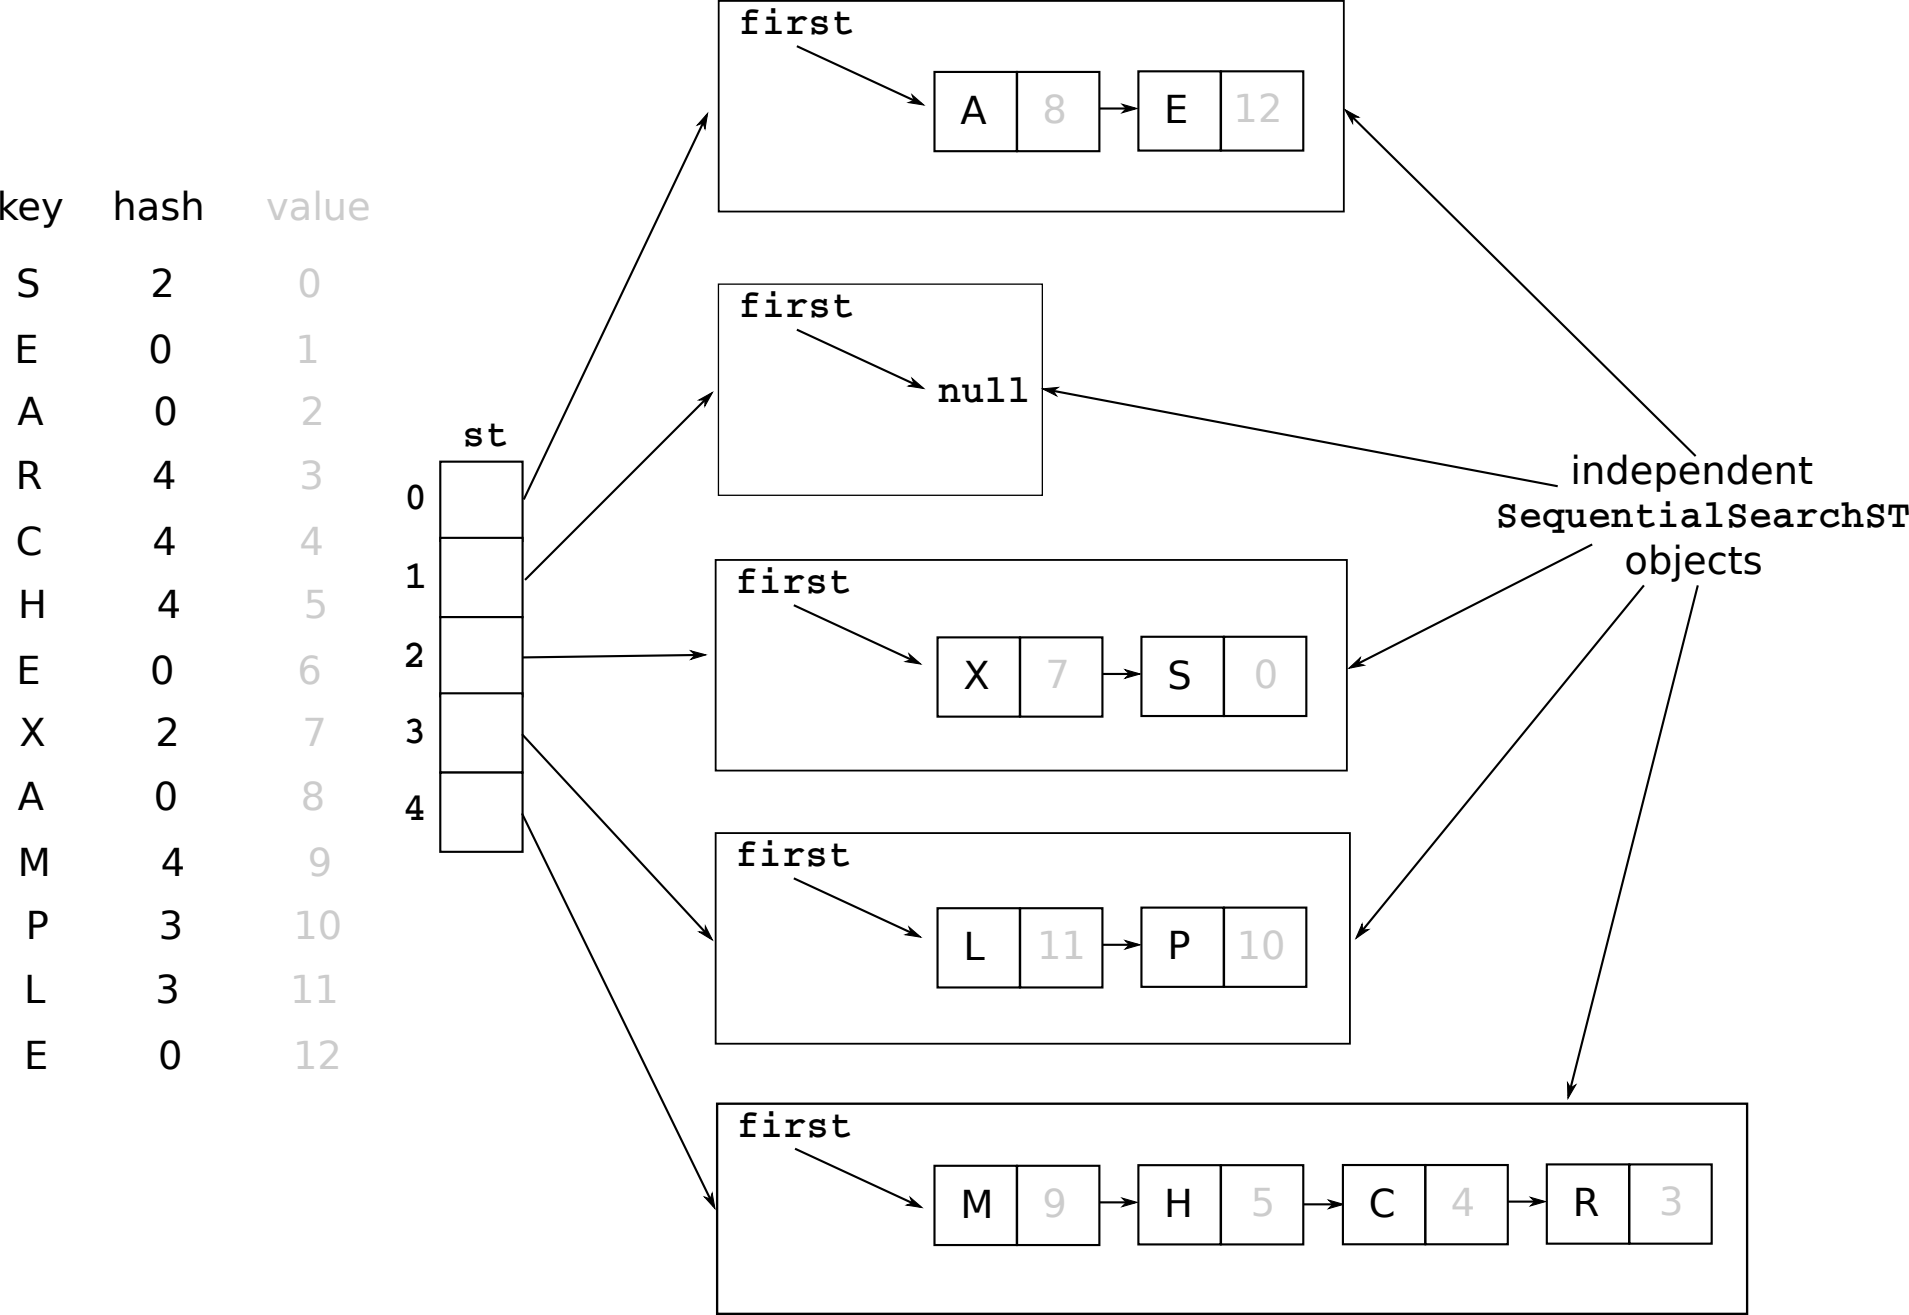 key hash value
S 2 0
E 0 1
A 0 2
R 4 3
C 4 4
H 4 5
E 0 6
X 2 7
A 0 8
M 4 9
P 3 10
L 3 11
E 0 12
st
0
1
2
3
4
first
A 8 E 12
first
null
first
X 7 S 0
first
L 11 P 10
first
M 9 H 5 C 4 R 3
independent
SequentialSearchST
objects